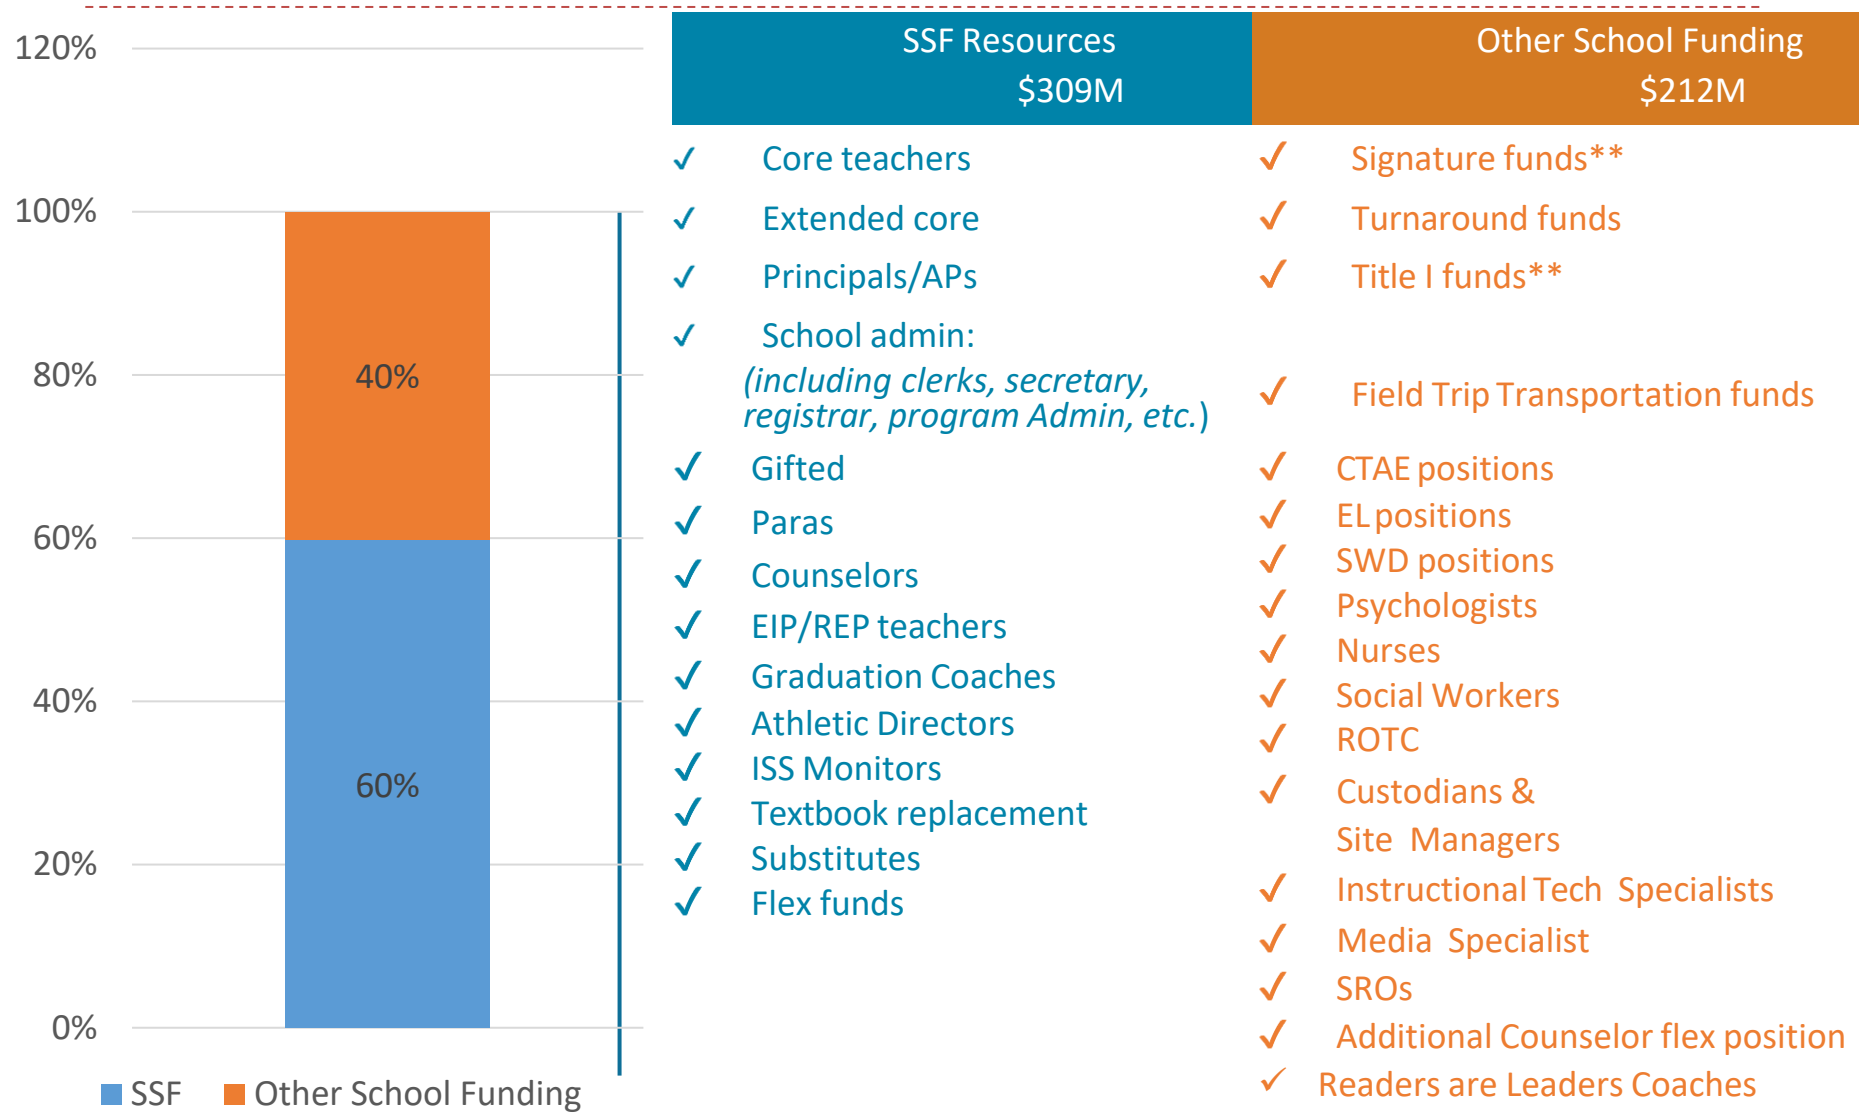 120%
100%
80%
60%
40%
20%
0%
40%
60%
SSF
Other School Funding
SSF Resources
$309M
✓ Core teachers
✓ Extended core
✓ Principals/APs
✓ School admin:
(including clerks, secretary,
registrar, program Admin, etc.)
✓ Gifted
✓ Paras
✓ Counselors
✓ EIP/REP teachers
✓ Graduation Coaches
✓ Athletic Directors
✓ ISS Monitors
✓ Textbook replacement
✓ Substitutes
✓ Flex funds
Other School Funding
$212M
✓ Signature funds**
✓ Turnaround funds
✓ Title I funds**
✓ Field Trip Transportation funds
✓ CTAE positions
✓ EL positions
✓ SWD positions
✓ Psychologists
✓ Nurses
✓ Social Workers
✓ ROTC
✓ Custodians &
Site Managers
✓ Instructional Tech Specialists
✓ Media Specialist
✓ SROs
✓ Additional Counselor flex position
✓ Readers are Leaders Coaches